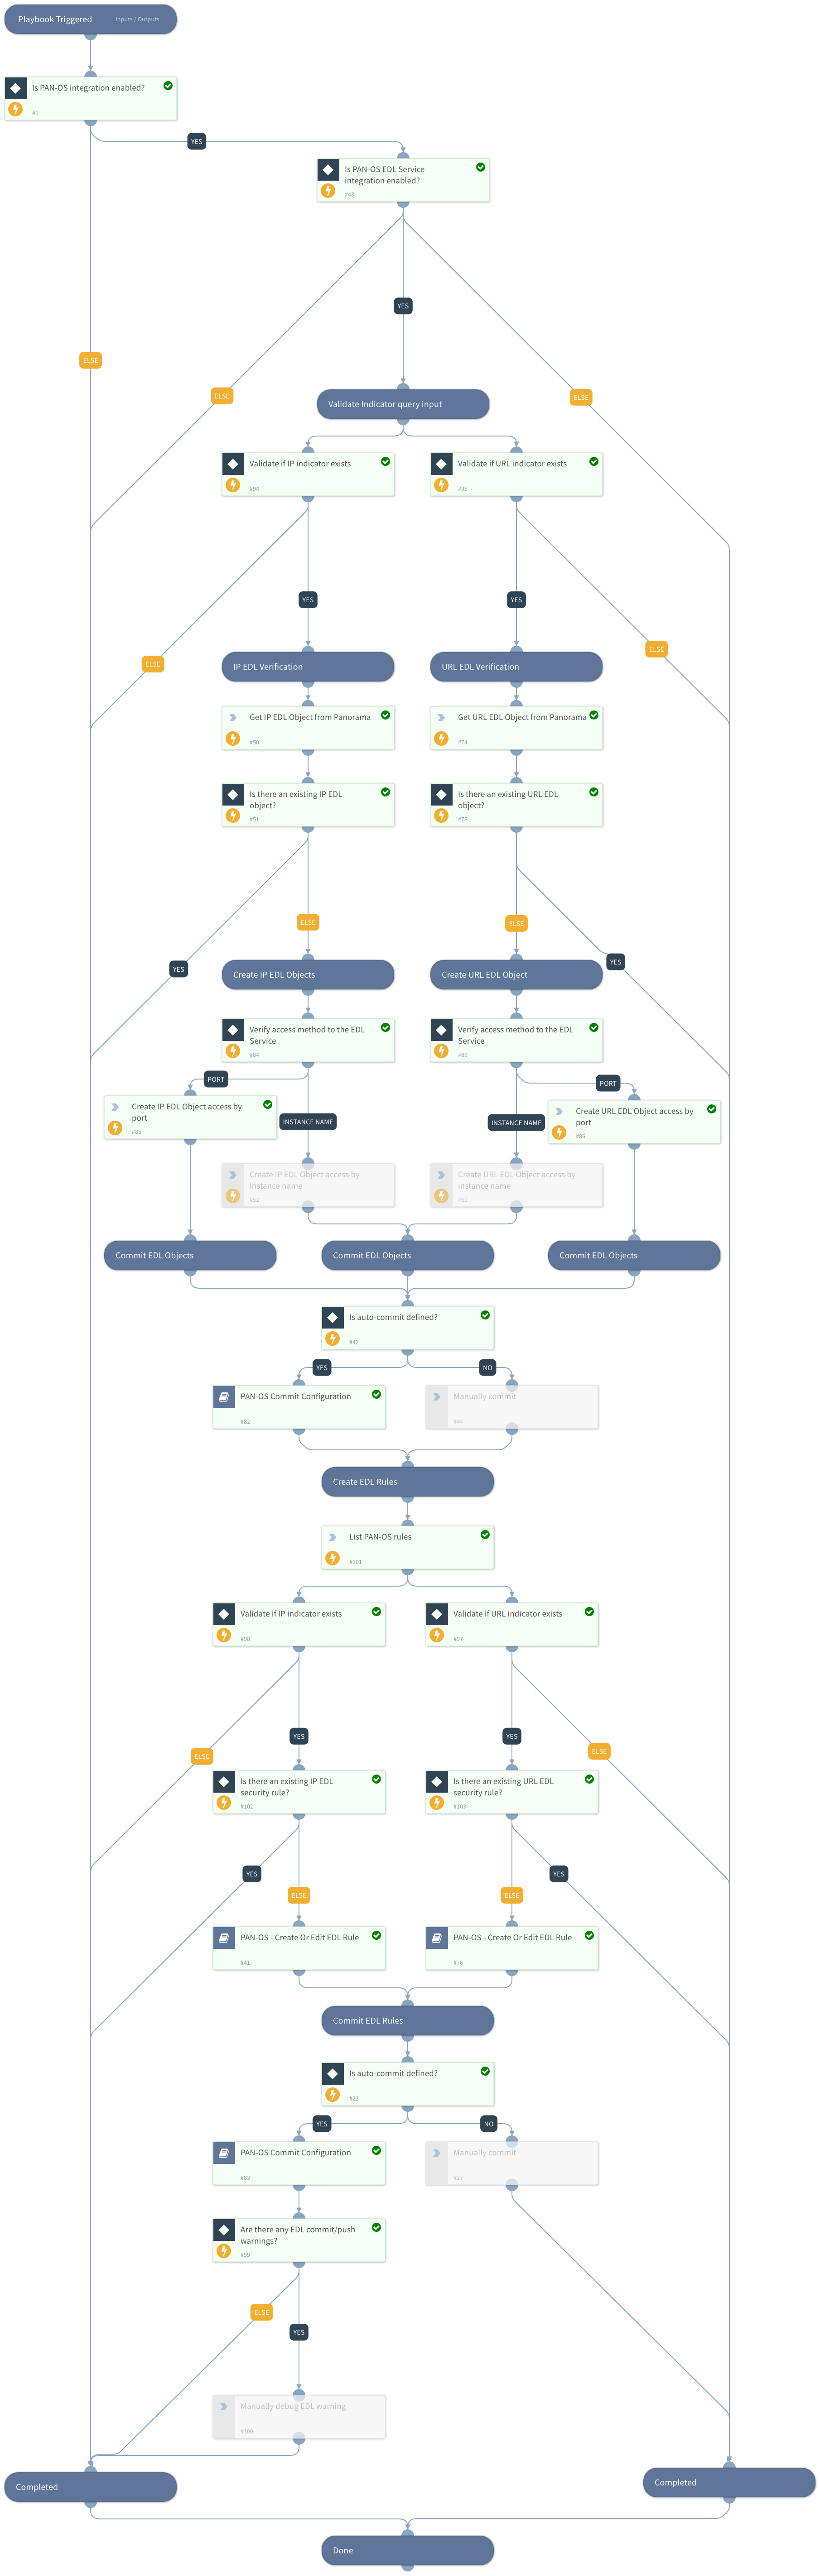 Playbook Triggered
Inputs / Outputs
Is PAN-OS integration enabled?
#1
YES
Is PAN-OS EDL Service
integration enabled?
#48
YES
ELSE
ELSE
ELSE
Validate Indicator query input
Validate if IP indicator exists
#94
Validate if URL indicator exists
#95
YES
YES
ELSE
ELSE
IP EDL Verification
URL EDL Verification
Get IP EDL Object from Panorama
#50
Get URL EDL Object from Panorama
#74
Is there an existing IP EDL
object?
#51
Is there an existing URL EDL
object?
#75
ELSE
ELSE
YES
YES
Create IP EDL Objects
Create URL EDL Object
Verify access method to the EDL
Service
#84
Verify access method to the EDL
Service
#89
PORT
PORT
Create IP EDL Object access by
port
#85
INSTANCE NAME
INSTANCE NAME
Create URL EDL Object access by
port
#86
Create IP EDL Object access by
instance name
#52
Create URL EDL Object access by
instance name
#61
Commit EDL Objects
Commit EDL Objects
Commit EDL Objects
Is auto-commit defined?
#42
YES
NO
PAN-OS Commit Configuration
#82
Manually commit
#44
Create EDL Rules
List PAN-OS rules
#101
Validate if IP indicator exists
#98
Validate if URL indicator exists
#97
YES
YES
ELSE
ELSE
Is there an existing IP EDL
security rule?
#102
Is there an existing URL EDL
security rule?
#103
YES
YES
ELSE
ELSE
PAN-OS - Create Or Edit EDL Rule
#41
PAN-OS - Create Or Edit EDL Rule
#76
Commit EDL Rules
Is auto-commit defined?
#23
YES
NO
PAN-OS Commit Configuration
#83
Manually commit
#27
Are there any EDL commit/push
warnings?
#99
ELSE
YES
Manually debug EDL warning
#100
Completed
Completed
Done